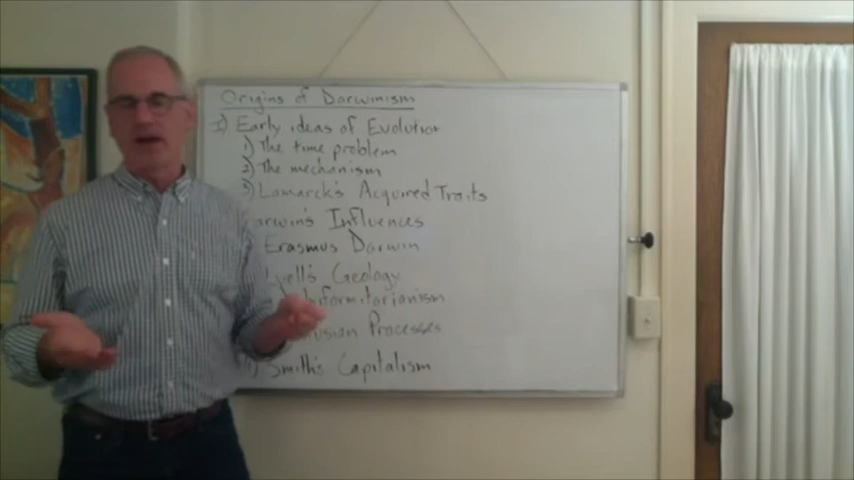 Origins of Darwinism
I) Early ideas of Evolution
1) The time problem
2) The mechanism
3) Lamarck's Acquired Traits
Darwin's Influences
Erasmus Darwin
Lyell's Geology
Uniformitarianism
Processes
Smith's Capitalism